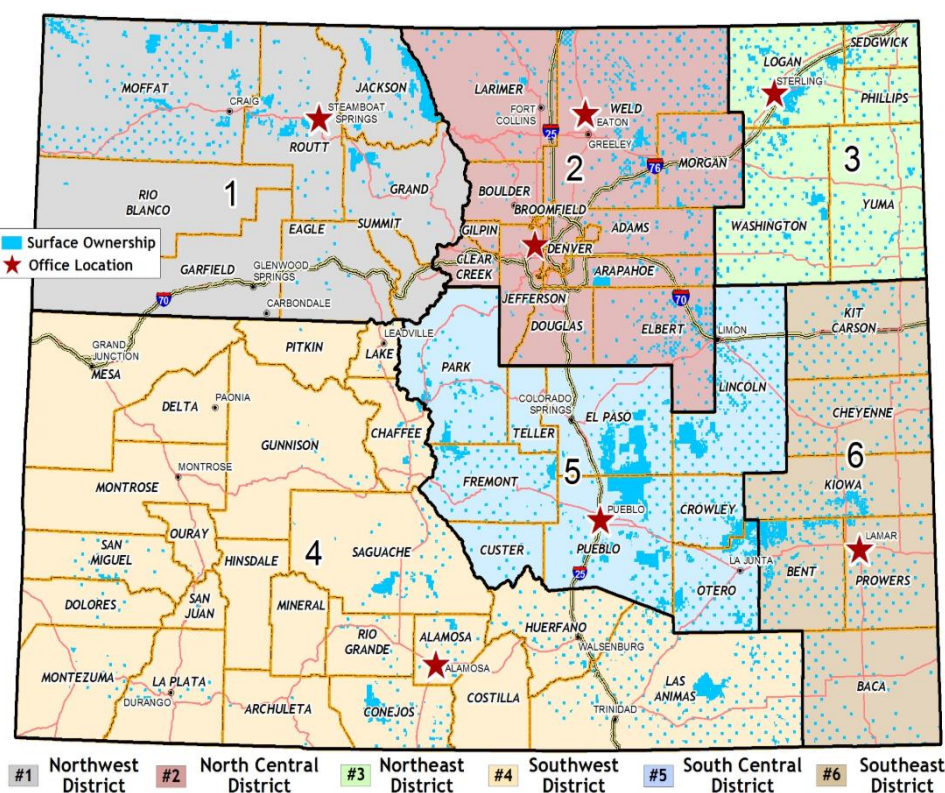 SEDGWICK
LOGAN
STERLING
PHILLIPS
MOFFAT
CRAIG
JACKSON
STEAMBOAT
SPRINGS
ROUTT
LARIMER
FORT
COLLINS
25
WELD
EATON
GREELEY
2
76
MORGAN
3
RIO
BLANCO
1
GRAND
BOULDER
BROOMFIELD
WASHINGTON
YUMA
EAGLE
SUMMIT
GILPIN
ADAMS
DENVER
Surface Ownership
Office Location
GARFIELD
GLENWOOD
SPRINGS
CLEAR
CREEK
ARAPAHOE
70
CARBONDALE
JEFFERSON
70
DOUGLAS
ELBERT
LIMON
KIT
CARSON
GRAND
JUNCTION
MESA
PITKIN
LEADVILLE
LAKE
PARK
LINCOLN
DELTA
PAONIA
COLORADO
SPRINGS
EL PASO
CHEYENNE
GUNNISON
CHAFFEE
TELLER
MONTROSE
MONTROSE
5
6
FREMONT
KIOWA
PUEBLO
CROWLEY
OURAY
SAN
MIGUEL
HINSDALE
4
SAGUACHE
CUSTER
PUEBLO
25
LA JUNTA
OTERO
BENT
LAMAR
PROWERS
DOLORES
SAN
JUAN
MINERAL
RIO
GRANDE
ALAMOSA
ALAMOSA
HUERFANO
WALSENBURG
MONTEZUMA
LA PLATA
DURANGO
ARCHULETA
CONEJOS
COSTILLA
LAS
ANIMAS
TRINIDAD
BACA
#1 Northwest District
#2 North Central District
#3 Northeast District
#4 Southwest District
#5 South Central District
#6 Southeast District